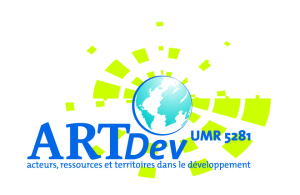 ARTDev UMR 5281
acteurs, ressources et territoires dans le développement